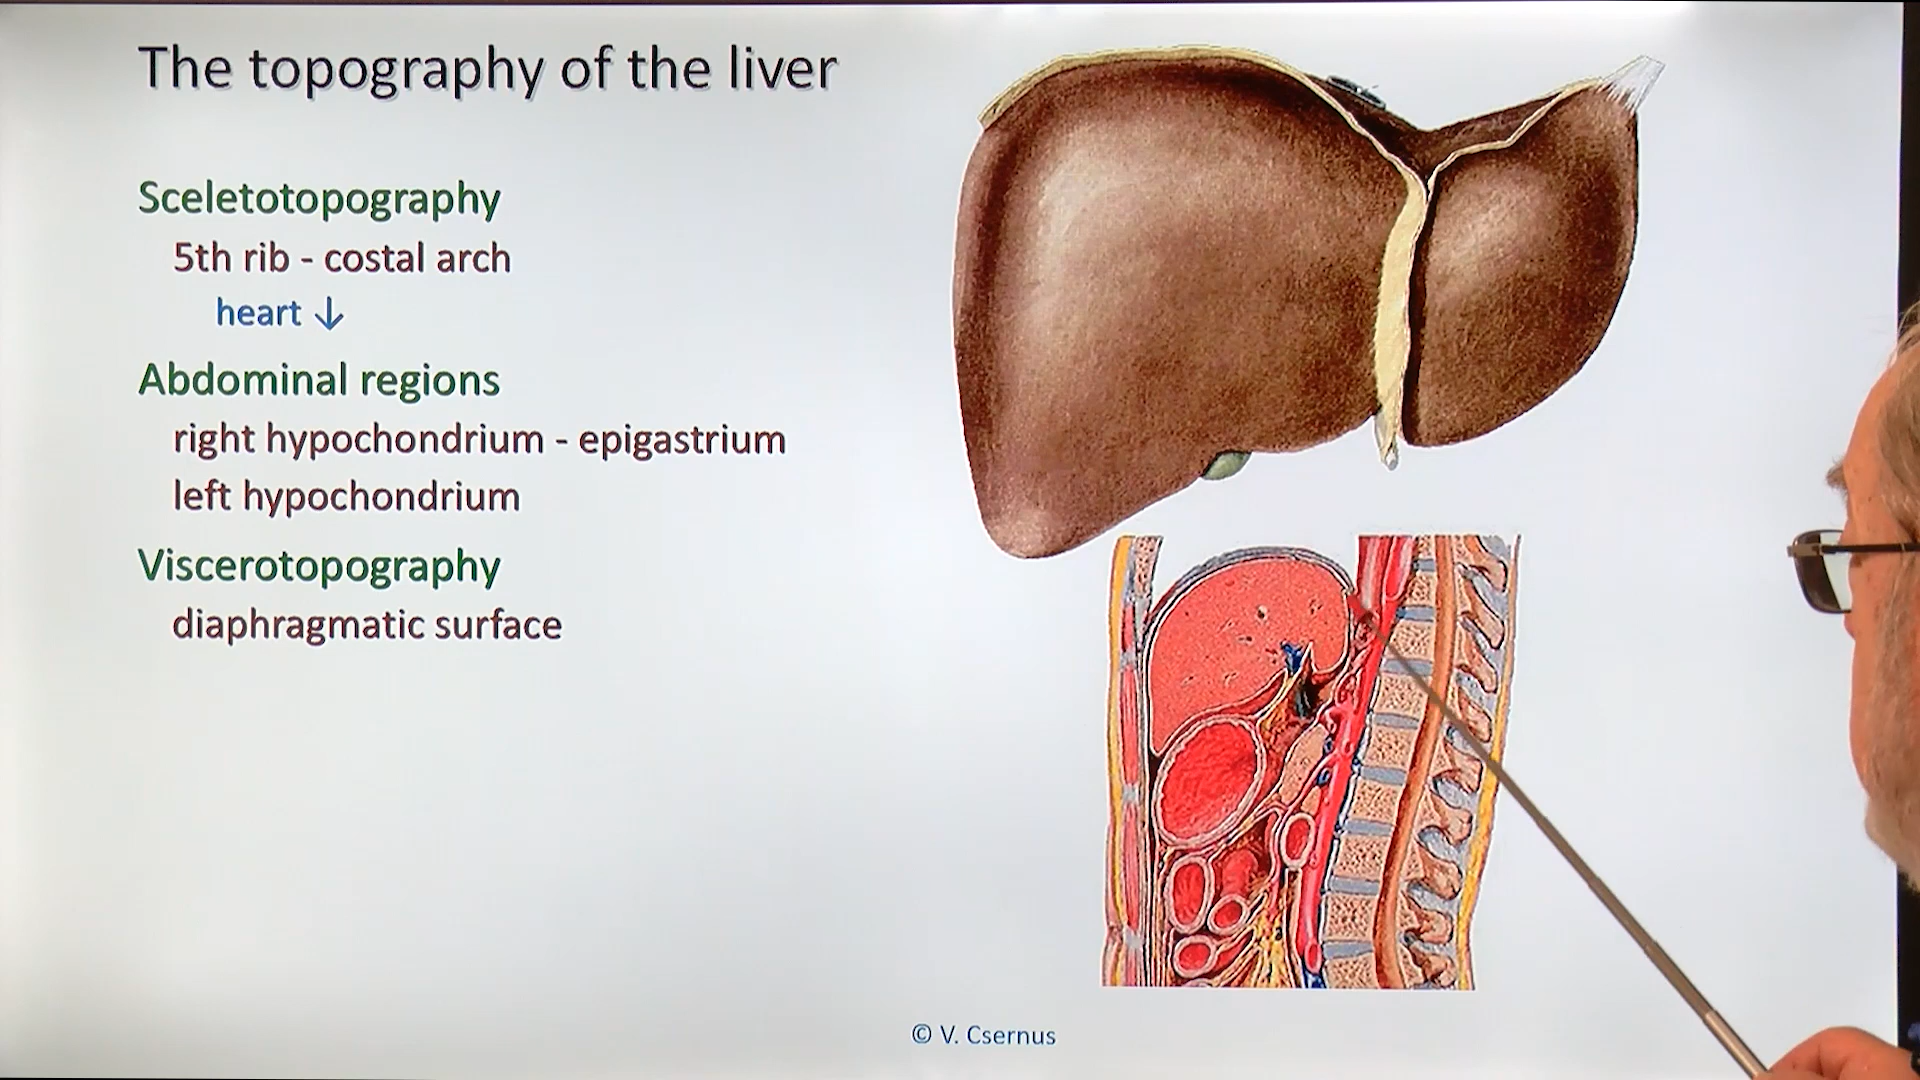 The topography of the liver
Sceletotopography
5th rib - costal arch
heart ↓
Abdominal regions
right hypochondrium - epigastrium
left hypochondrium
Viscerotopography
diaphragmatic surface
© V. Csernus